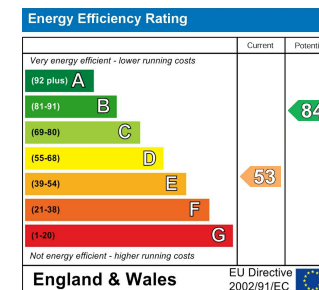 Energy Efficiency Rating
Current
Very energy efficient - lower running costs
(92 plus) A
(81-91) B
84
(69-80) C
(55-68) D
(39-54) E
53
(21-38) F
(1-20) G
Not energy efficient - higher running costs
England & Wales
EU Directive
2002/91/EC